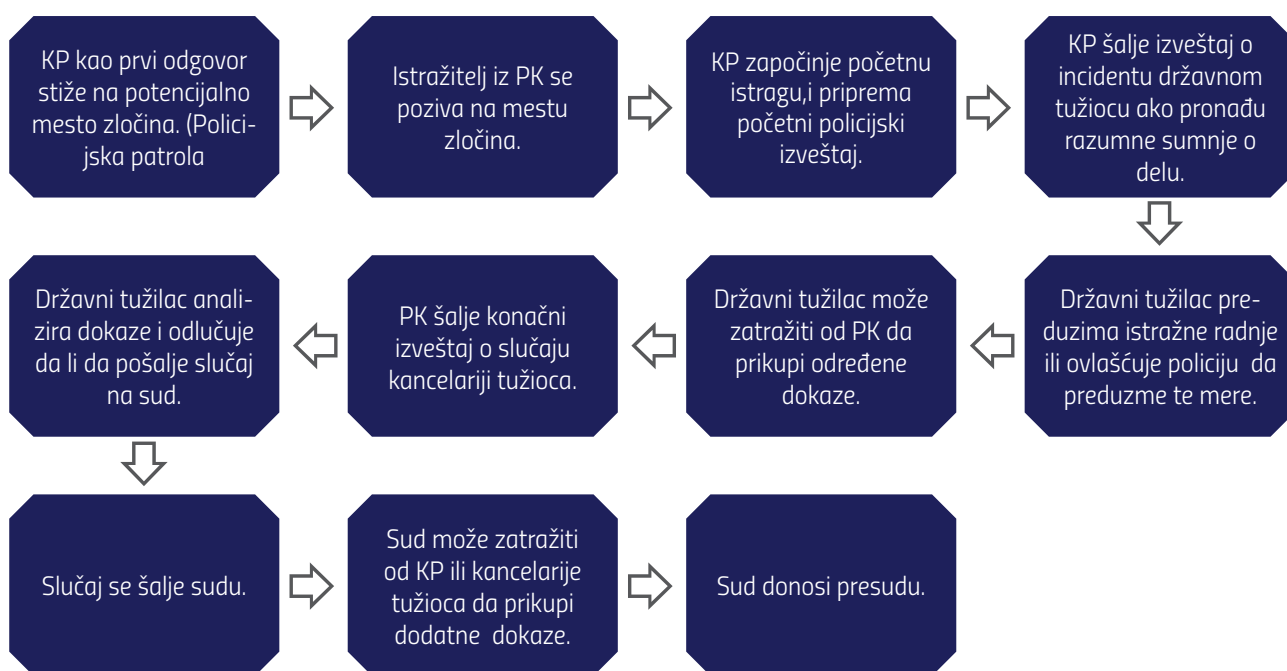 KP kao prvi odgovor
stiže na potencijalno
mesto zločina. (Polici-
jska patrola
Istražitelj iz PK se
poziva na mestu
zločina.
KP započinje početnu
istragu,i priprema
početni policijski
izveštaj.
KP šalje izveštaj o
incidentu državnom
tužiocu ako pronađu
razumne sumnje o
delu.
Državni tužilac pre-
duzima istražne radnje
ili ovlašćuje policiju  da
preduzme te mere.
Državni tužilac može
zatražiti od PK da
prikupi određene
dokaze.
PK šalje konačni
izveštaj o slučaju
kancelariji tužioca.
Državni tužilac anali-
zira dokaze i odlučuje
da li da pošalje slučaj
na sud.
Slučaj se šalje sudu.
Sud može zatražiti
od KP ili kancelarije
tužioca da prikupi
dodatne  dokaze.
Sud donosi presudu.